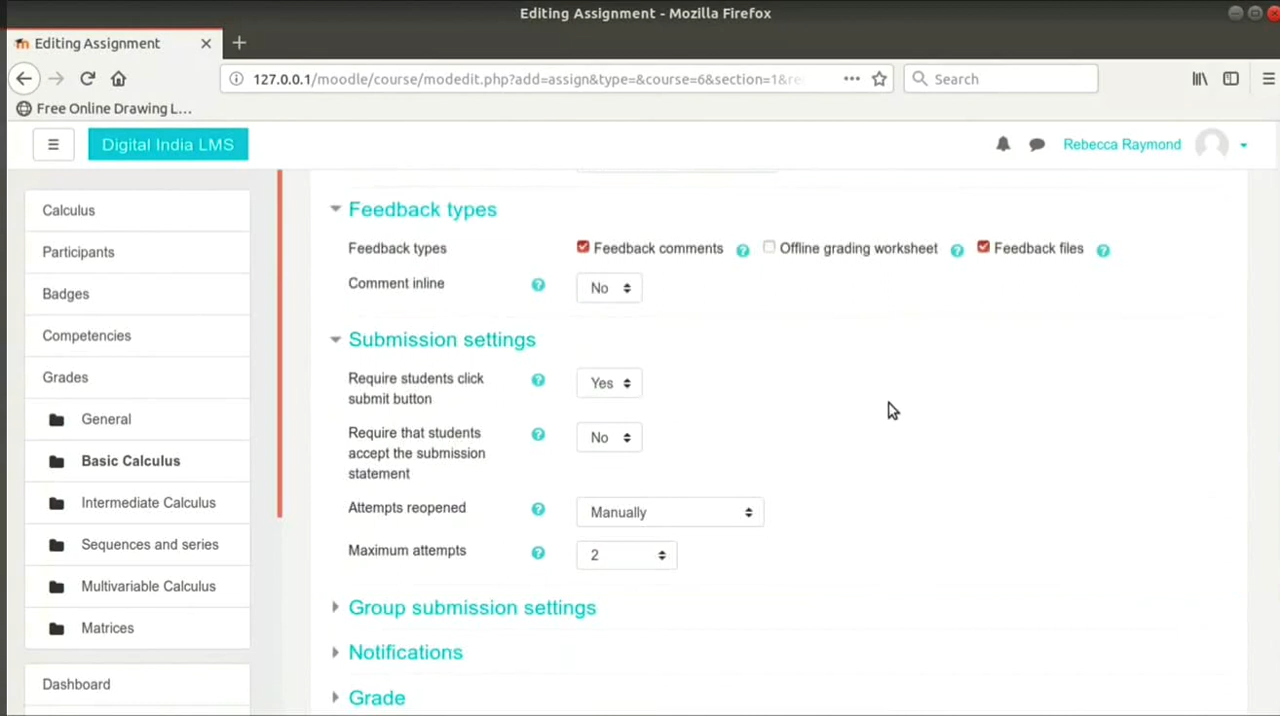 Editing Assignment - Mozilla Firefox
Editing Assignment
127.0.0.1/moodle/course/modedit.php?add=assign&type=&course=6&section=1&re
Search
Free Online Drawing L…
Digital India LMS
Rebecca Raymond
Calculus
Participants
Badges
Competencies
Grades
General
Basic Calculus
Intermediate Calculus
Sequences and series
Multivariable Calculus
Matrices
Dashboard
Feedback types
Feedback types Feedback comments Offline grading worksheet Feedback files
Comment inline No
Submission settings
Require students click
submit button
Yes
Require that students
accept the submission
statement
No
Attempts reopened Manually
Maximum attempts 2
Group submission settings
Notifications
Grade